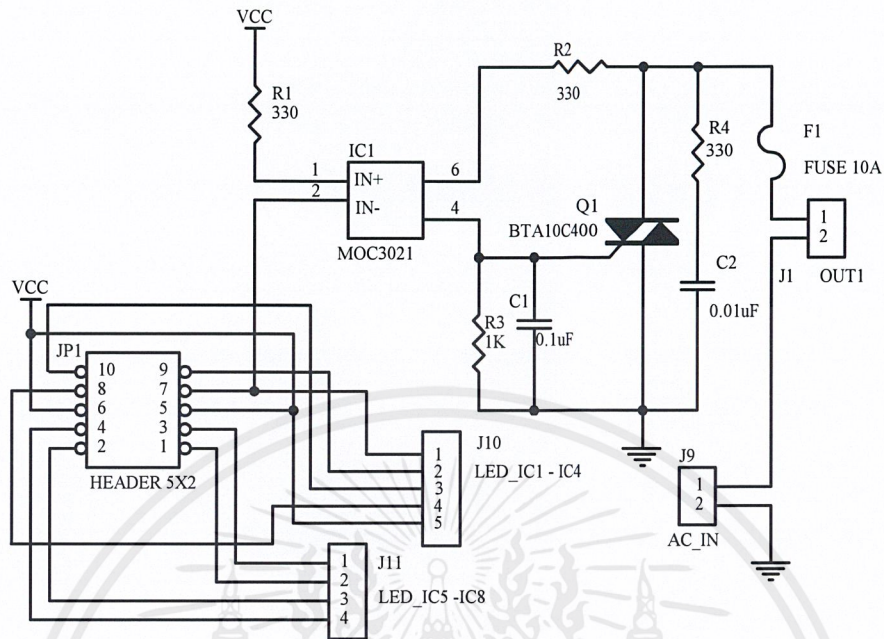 VCC
R1
330
R2
330
R4
330
F1
FUSE 10A
IC1
1
2
IN+
IN-
6
4
MOC3021
Q1
BTA10C400
1
2
J1
OUT1
C1
0.1uF
R3
1K
C2
0.01uF
VCC
JP1
10
9
8
7
6
5
4
3
2
1
HEADER 5X2
J10
1
2
3
4
5
LED_IC1 - IC4
J9
1
2
AC_IN
J11
1
2
3
4
LED_IC5 -IC8